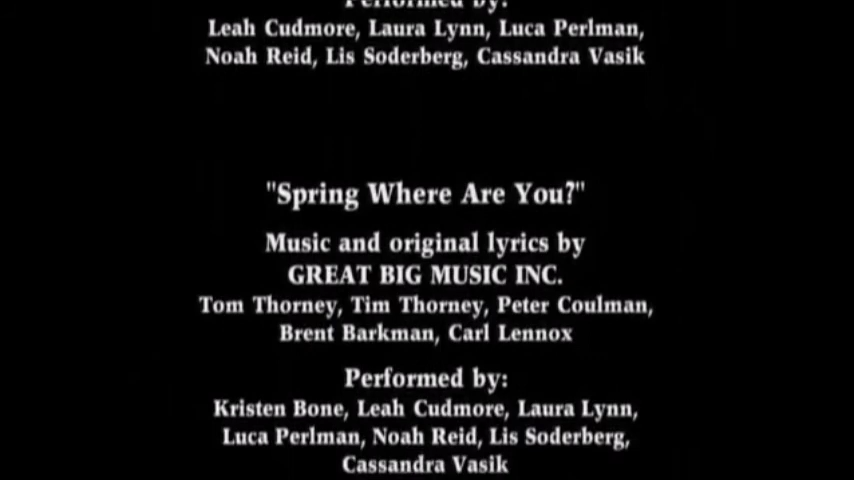 Performed by:
Leah Cudmore, Laura Lynn, Luca Perlman,
Noah Reid, Lis Soderberg, Cassandra Vasik
"Spring Where Are You?"
Music and original lyrics by
GREAT BIG MUSIC INC.
Tom Thorney, Tim Thorney, Peter Coulman,
Brent Barkman, Carl Lennox
Performed by:
Kristen Bone, Leah Cudmore, Laura Lynn,
Luca Perlman, Noah Reid, Lis Soderberg,
Cassandra Vasik